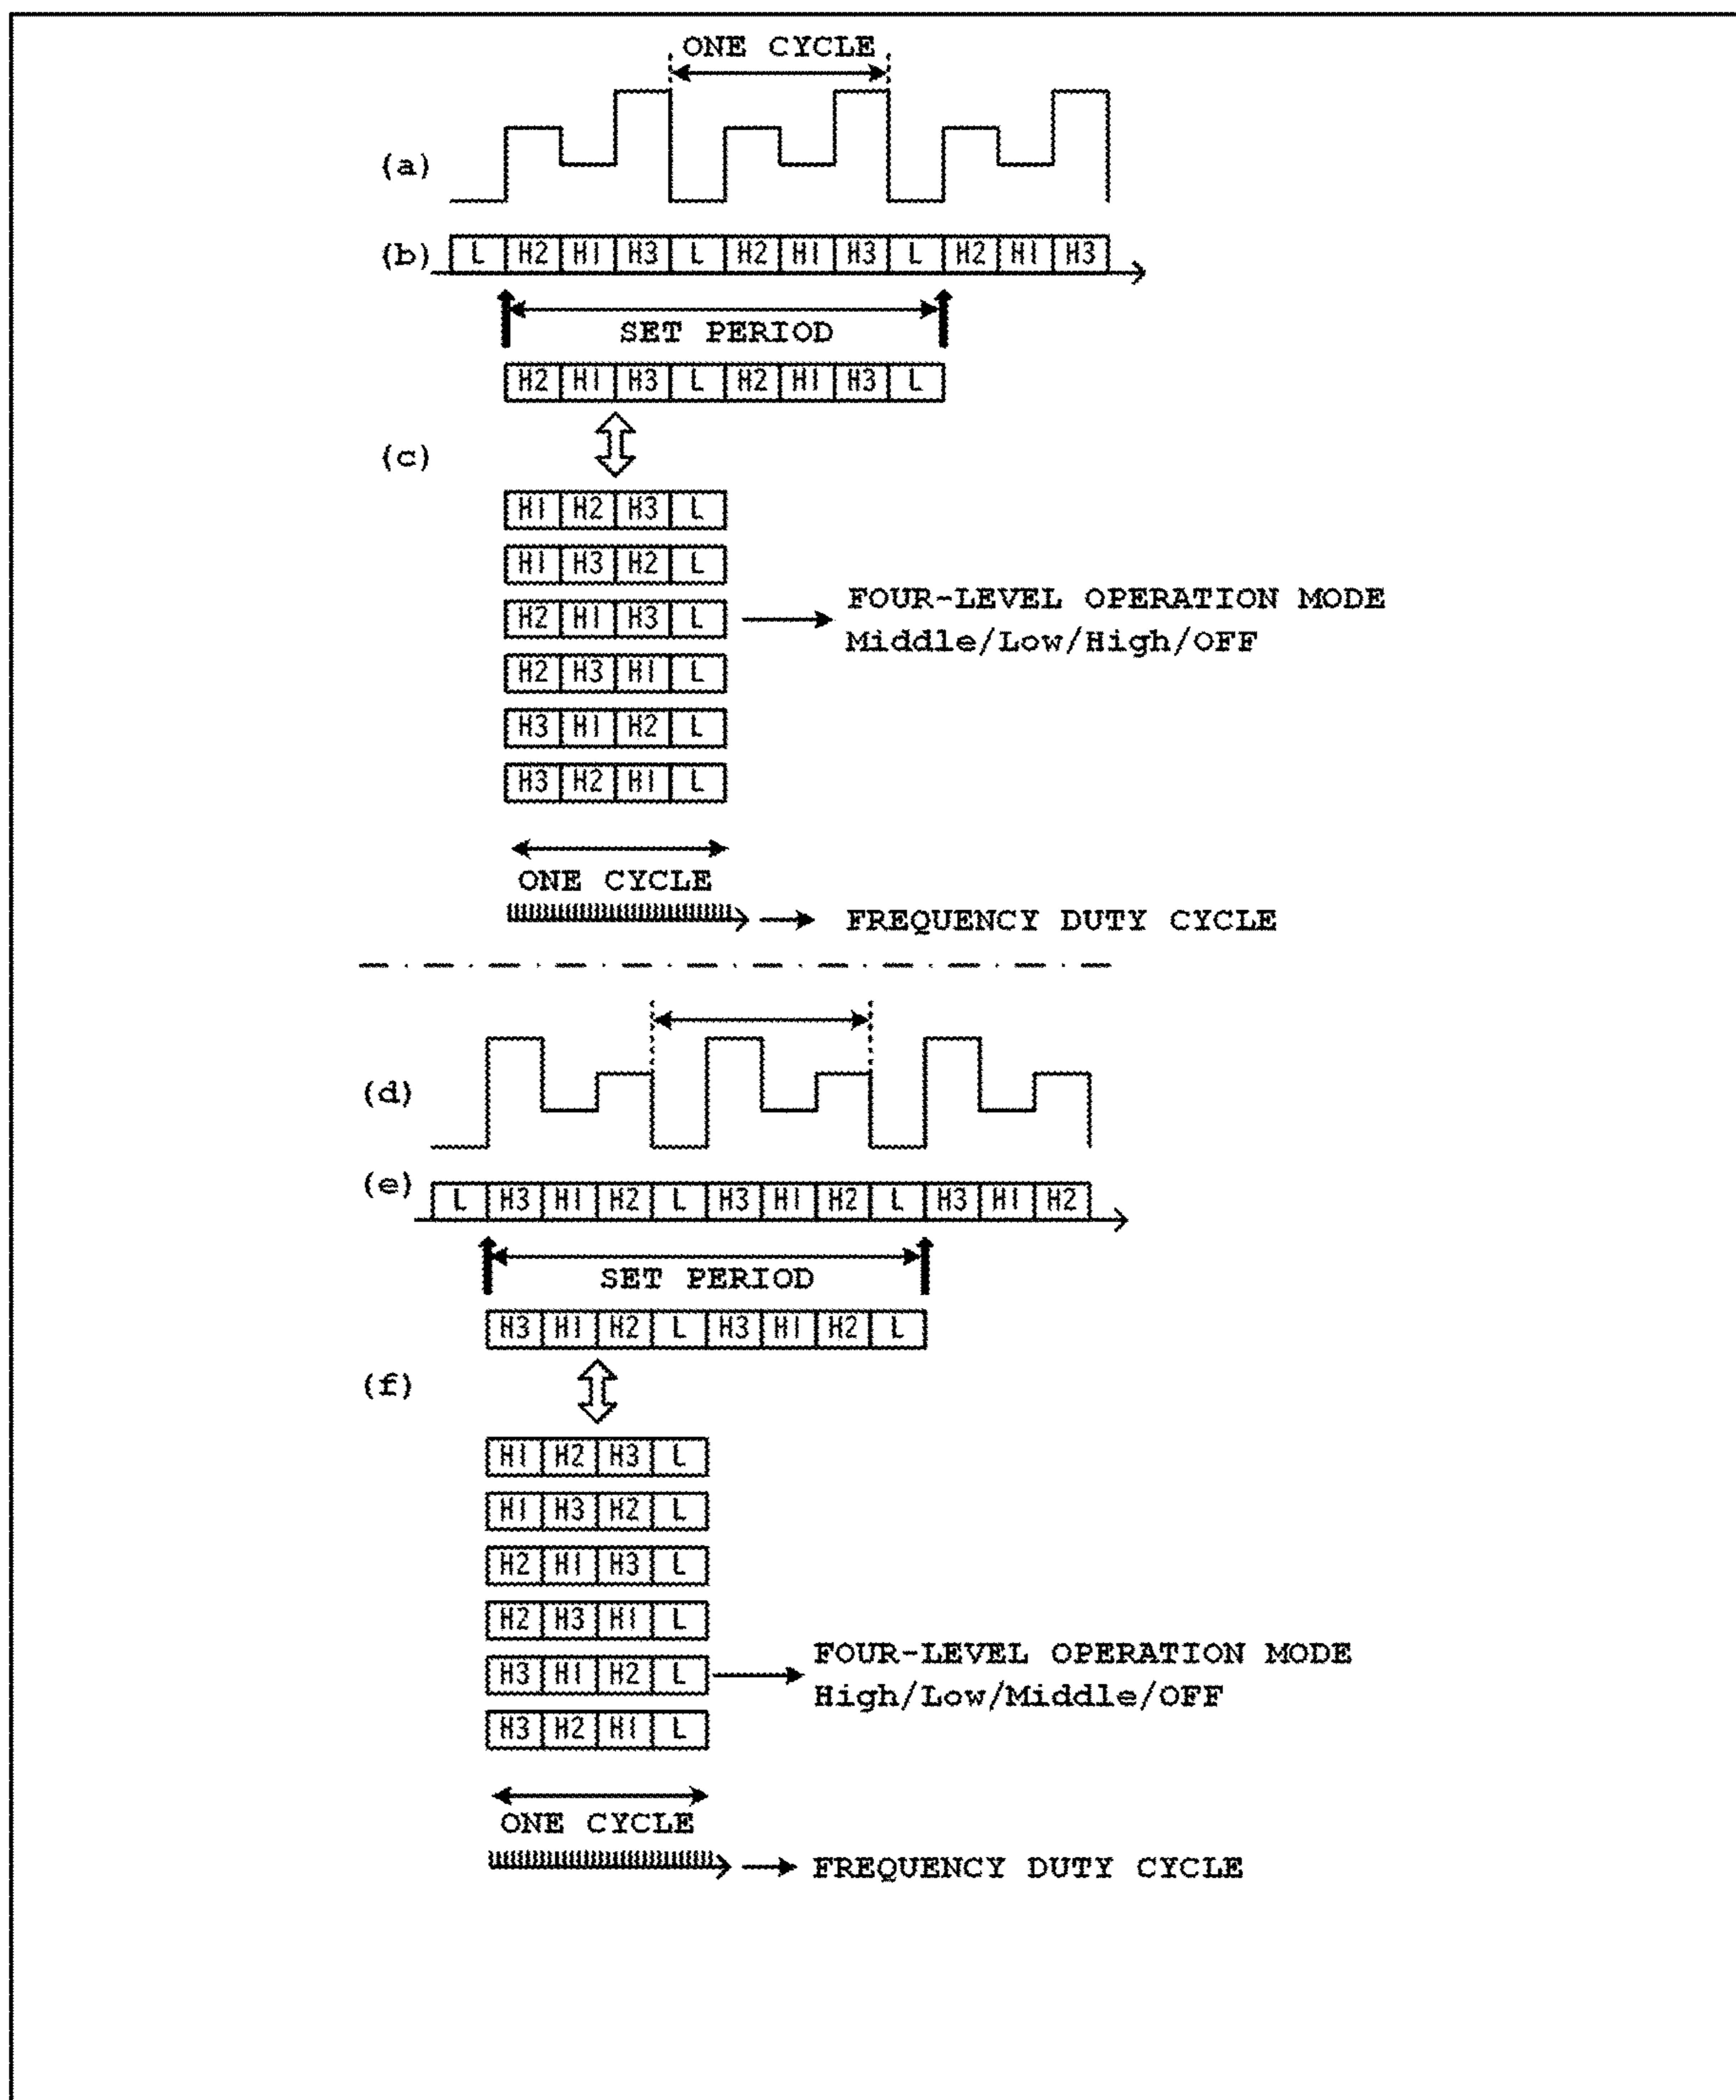 ONE CYCLE
(a)
(b) L H2 H1 H3 L H2 H1 H3 L H2 H1 H3
SET PERIOD
H2 H1 H3 L H2 H1 H3 L
(c)
H1 H2 H3 L
H1 H3 H2 L
H2 H1 H3 L
FOUR-LEVEL OPERATION MODE
Middle/Low/High/OFF
H2 H3 H1 L
H3 H1 H2 L
H3 H2 H1 L
ONE CYCLE
FREQUENCY DUTY CYCLE
(d)
(e) L H3 H1 H2 L H3 H1 H2 L H3 H1 H2
SET PERIOD
H3 H1 H2 L H3 H1 H2 L
(f)
H1 H2 H3 L
H1 H3 H2 L
H2 H1 H3 L
H2 H3 H1 L
H3 H1 H2 L
FOUR-LEVEL OPERATION MODE
High/Low/Middle/OFF
H3 H2 H1 L
ONE CYCLE
FREQUENCY DUTY CYCLE